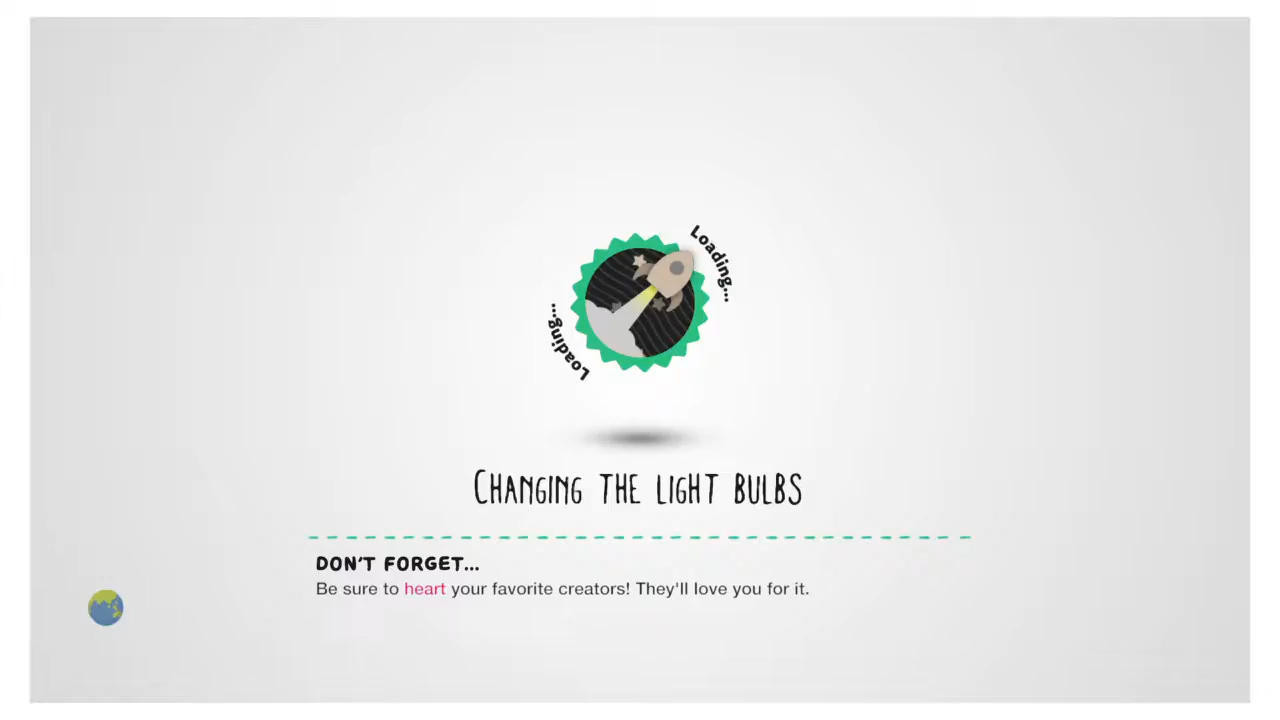 Loading...
Loading...
CHANGING THE LIGHT BULBS
DON'T FORGET...
Be sure to heart your favorite creators! They'll love you for it.